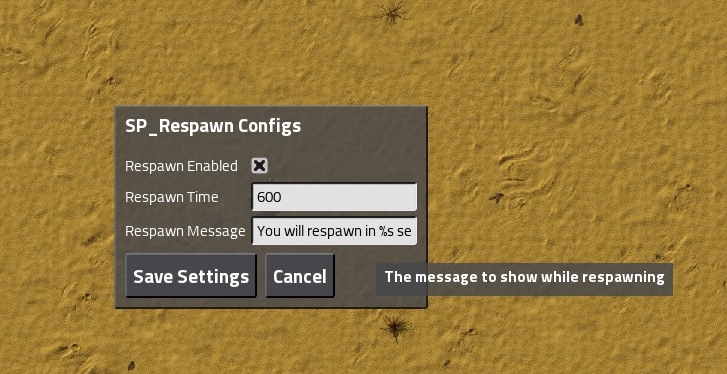 SP_Respawn Configs
Respawn Enabled
Respawn Time 600
Respawn Message You will respawn in %s se
Save Settings Cancel The message to show while respawning